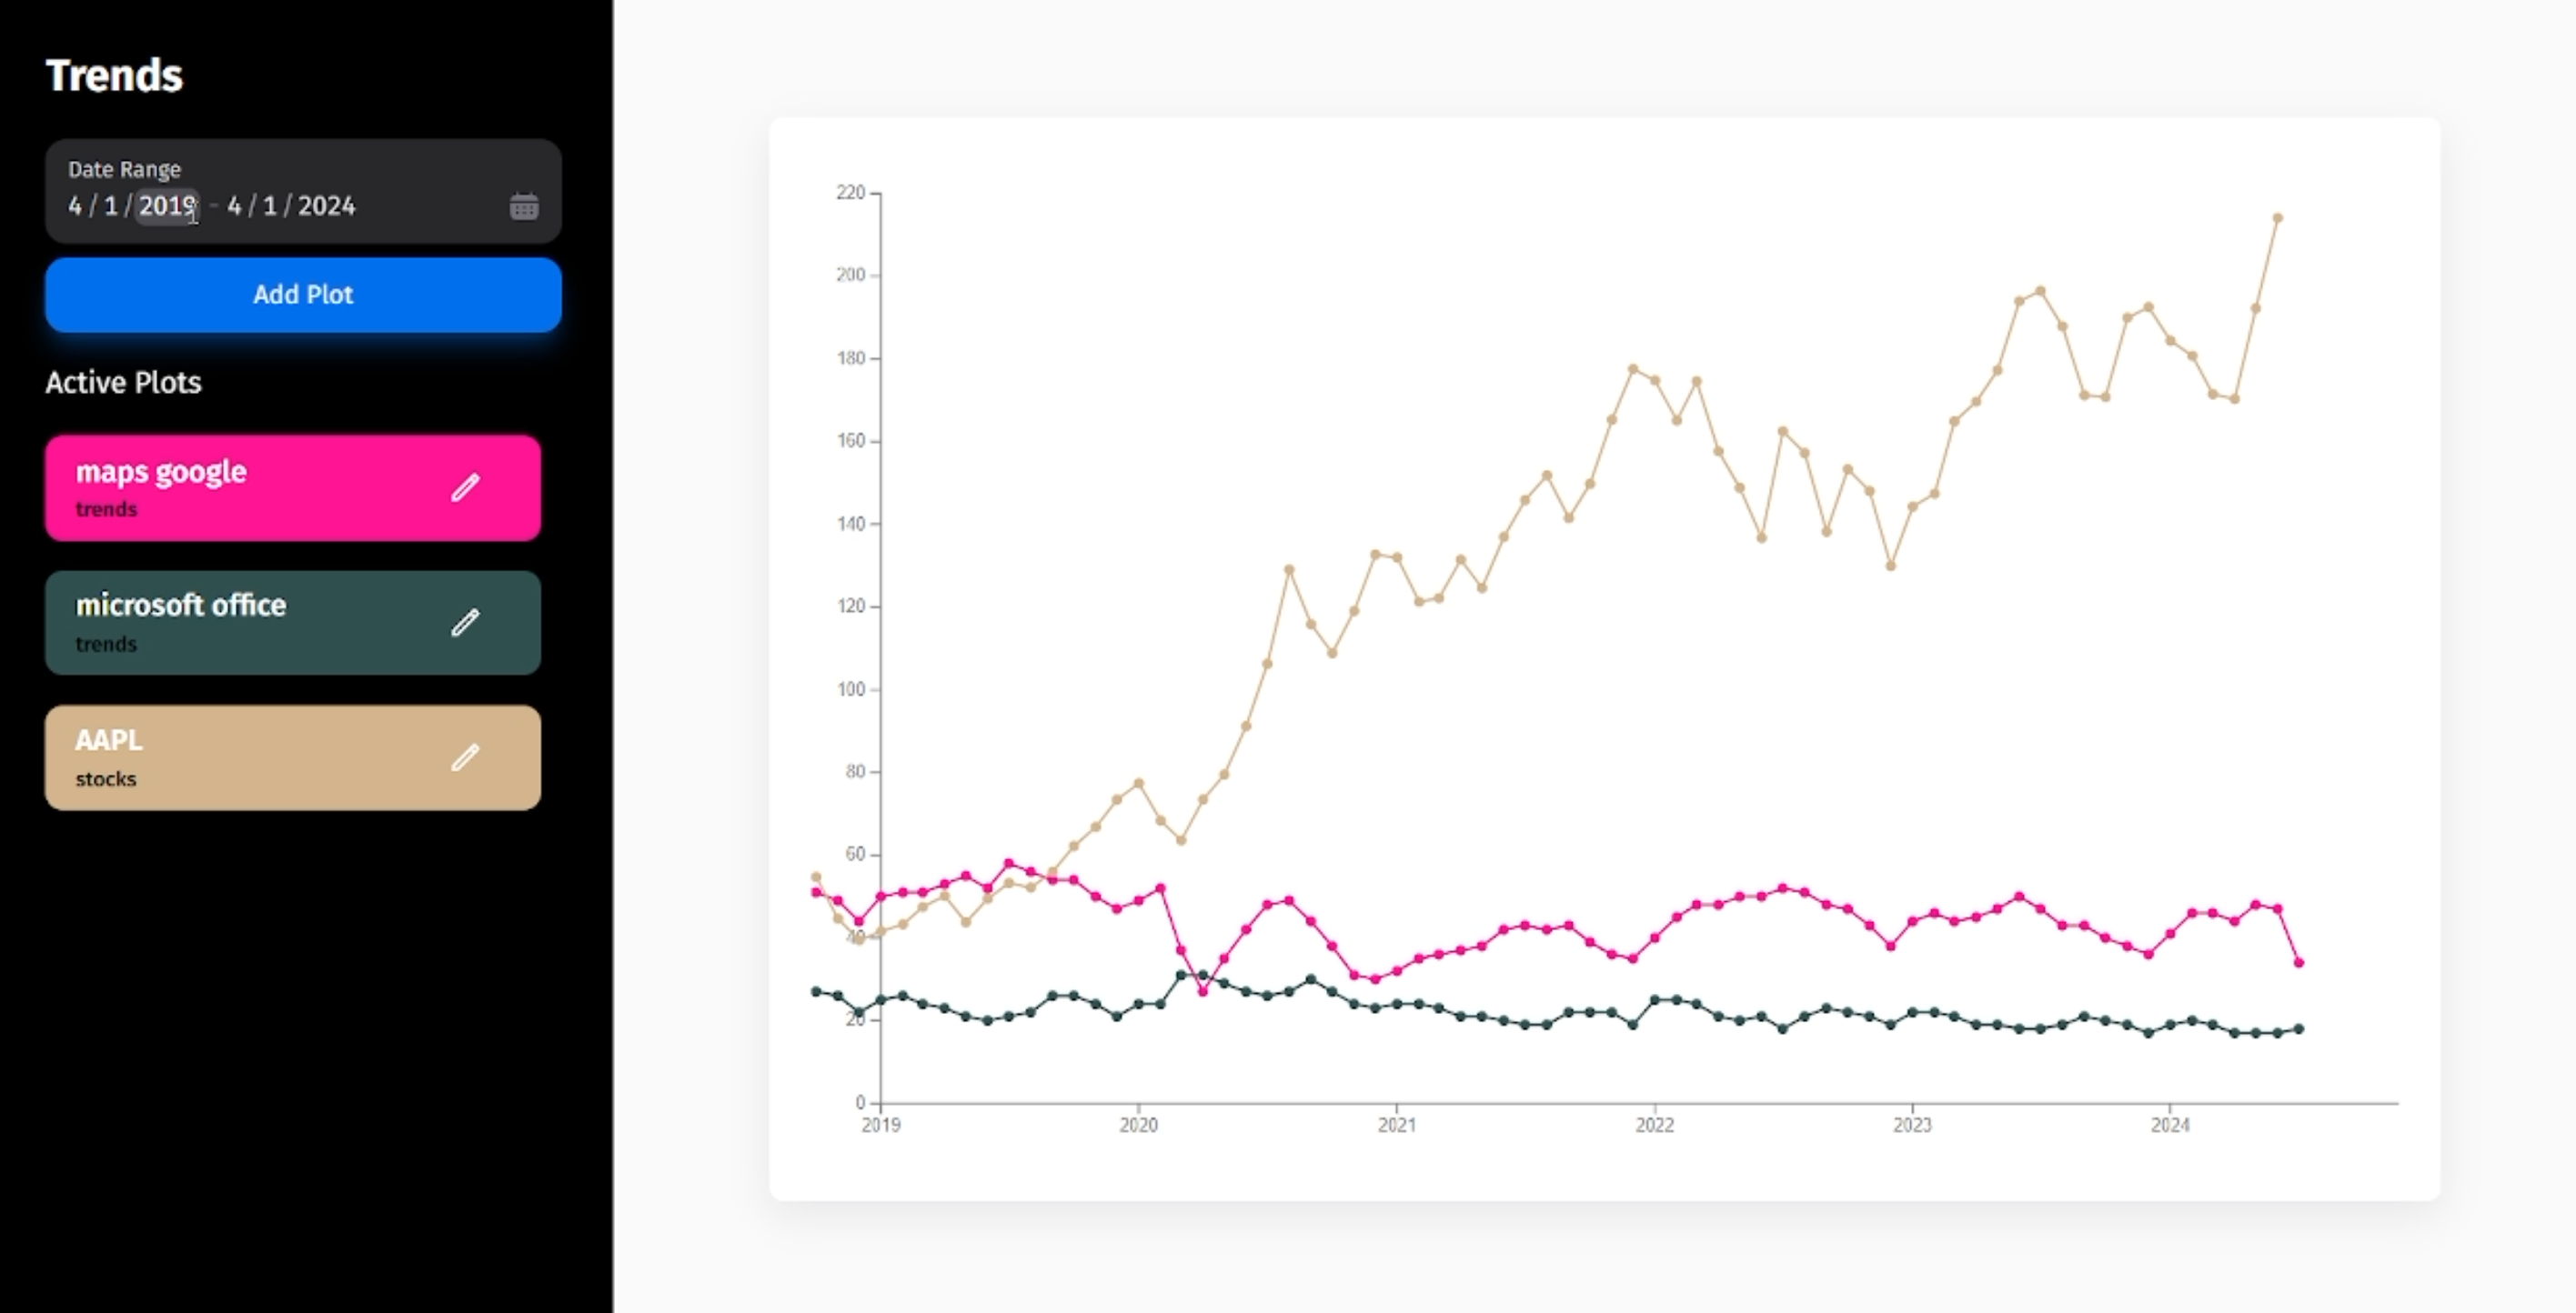 Trends
Date Range
4 / 1 / 2019 - 4 / 1 / 2024
Add Plot
Active Plots
maps google
trends
microsoft office
trends
AAPL
stocks
220
200
180
160
140
120
100
80
60
40
20
0
2019 2020 2021 2022 2023 2024